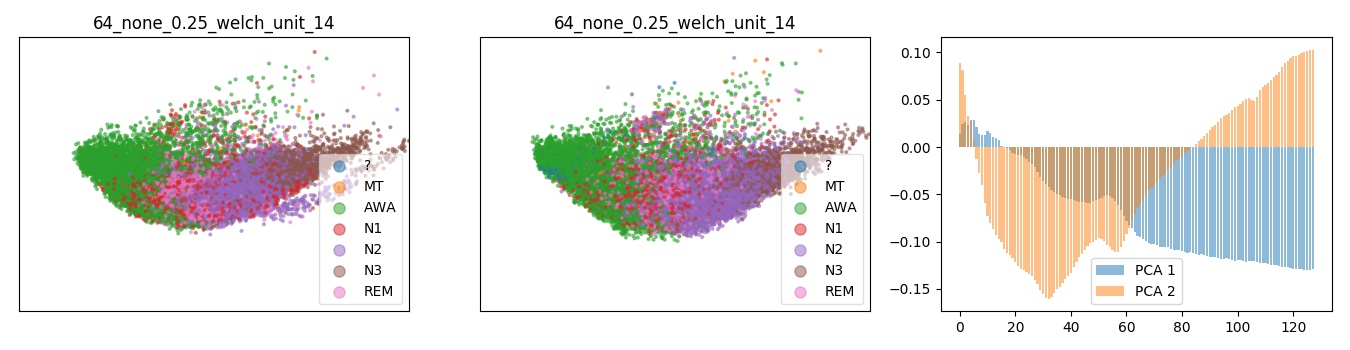 64_none_0.25_welch_unit_14
?
MT
AWA
N1
N2
N3
REM
64_none_0.25_welch_unit_14
?
MT
AWA
N1
N2
N3
REM
0.10
0.05
0.00
−0.05
−0.10
−0.15
PCA 1
PCA 2
0 20 40 60 80 100 120